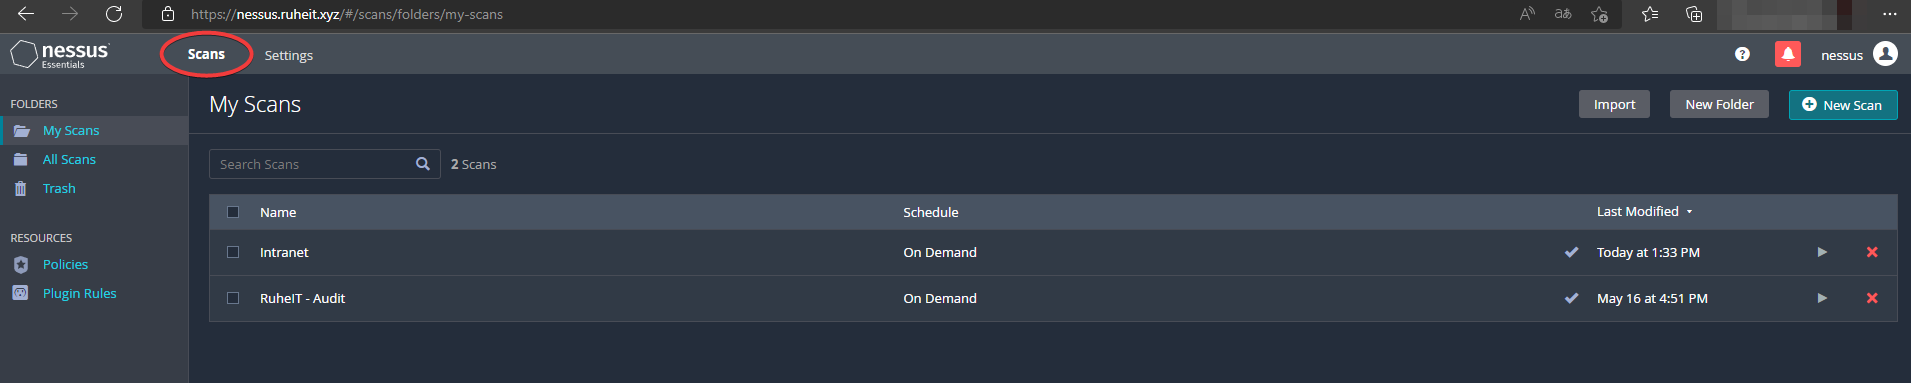 https://nessus.ruheit.xyz/#/scans/folders/my-scans
nessus
Essentials
Scans
Settings
nessus
FOLDERS
My Scans
All Scans
Trash
RESOURCES
Policies
Plugin Rules
My Scans
Import
New Folder
New Scan
Search Scans
2 Scans
Name Schedule Last Modified
Intranet On Demand Today at 1:33 PM
RuheIT - Audit On Demand May 16 at 4:51 PM